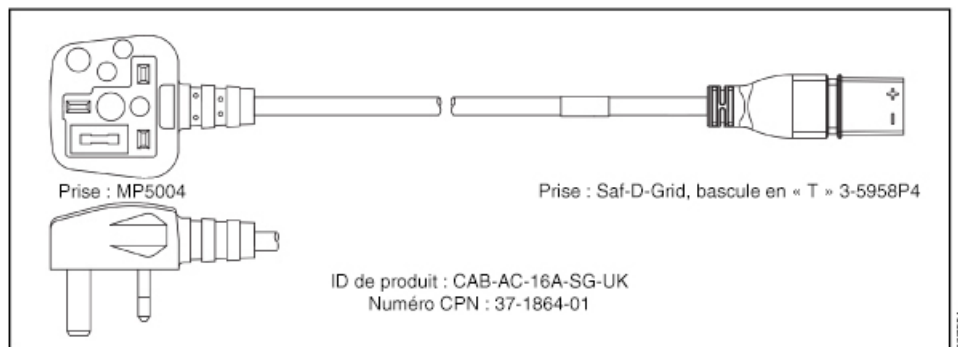 Prise : MP5004
Prise : Saf-D-Grid, bascule en « T » 3-5958P4
ID de produit : CAB-AC-16A-SG-UK
Numéro CPN : 37-1864-01